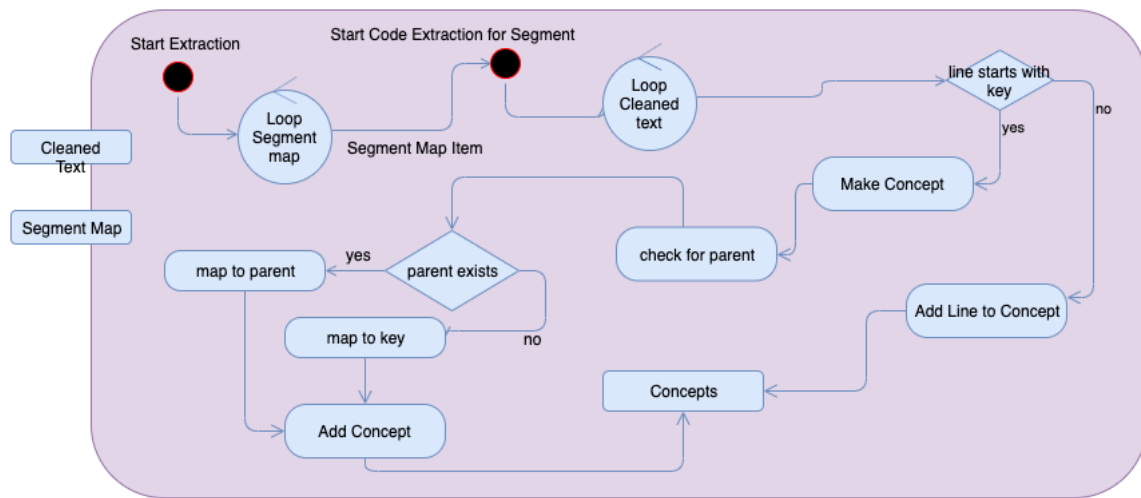 Start Extraction
Start Code Extraction for Segment
Loop
Segment
map
Segment Map Item
Loop
Cleaned
text
line starts with
key
no
yes
Cleaned
Text
Segment Map
Make Concept
check for parent
parent exists
yes
map to parent
no
map to key
Add Line to Concept
Concepts
Add Concept